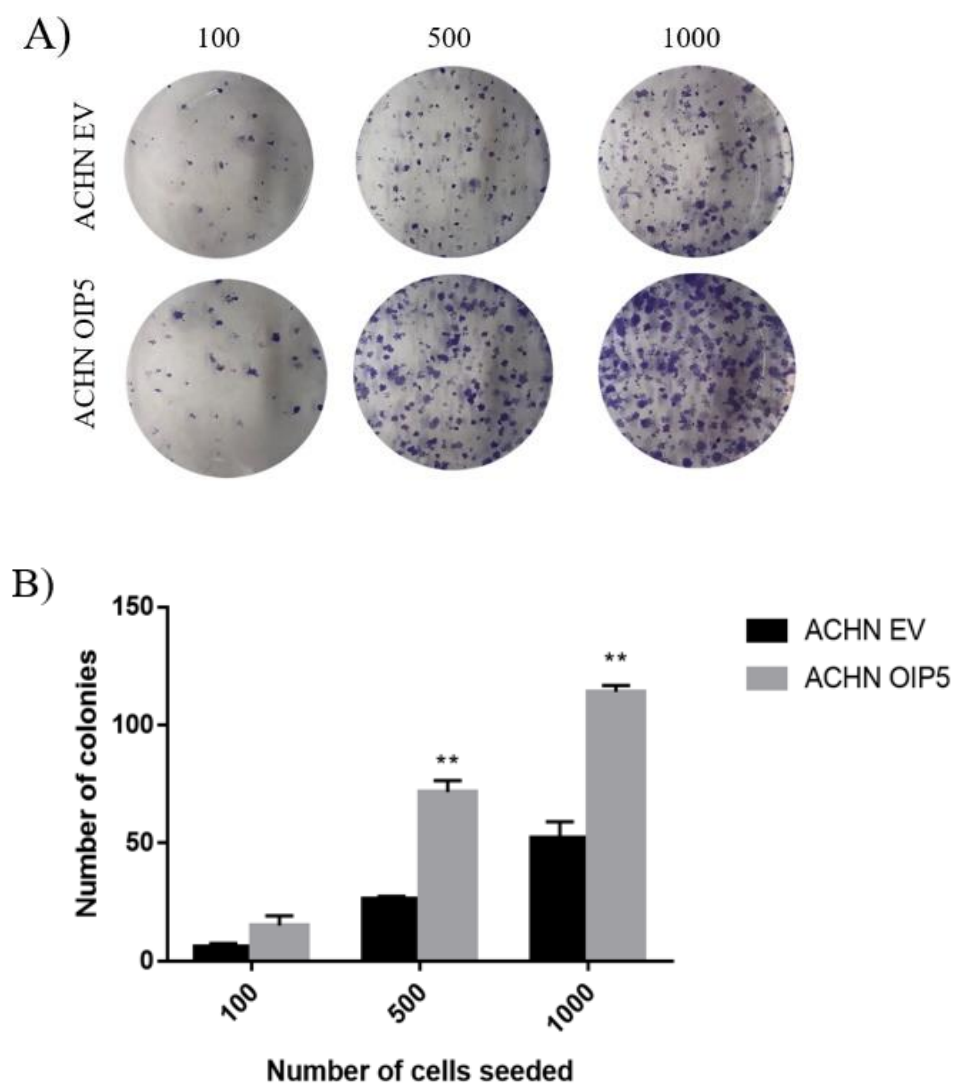 A)
100 500 1000
ACHN EV
ACHN OIP5
B)
150
100
50
0
Number of colonies
**
**
ACHN EV
ACHN OIP5
100 500 1000
Number of cells seeded